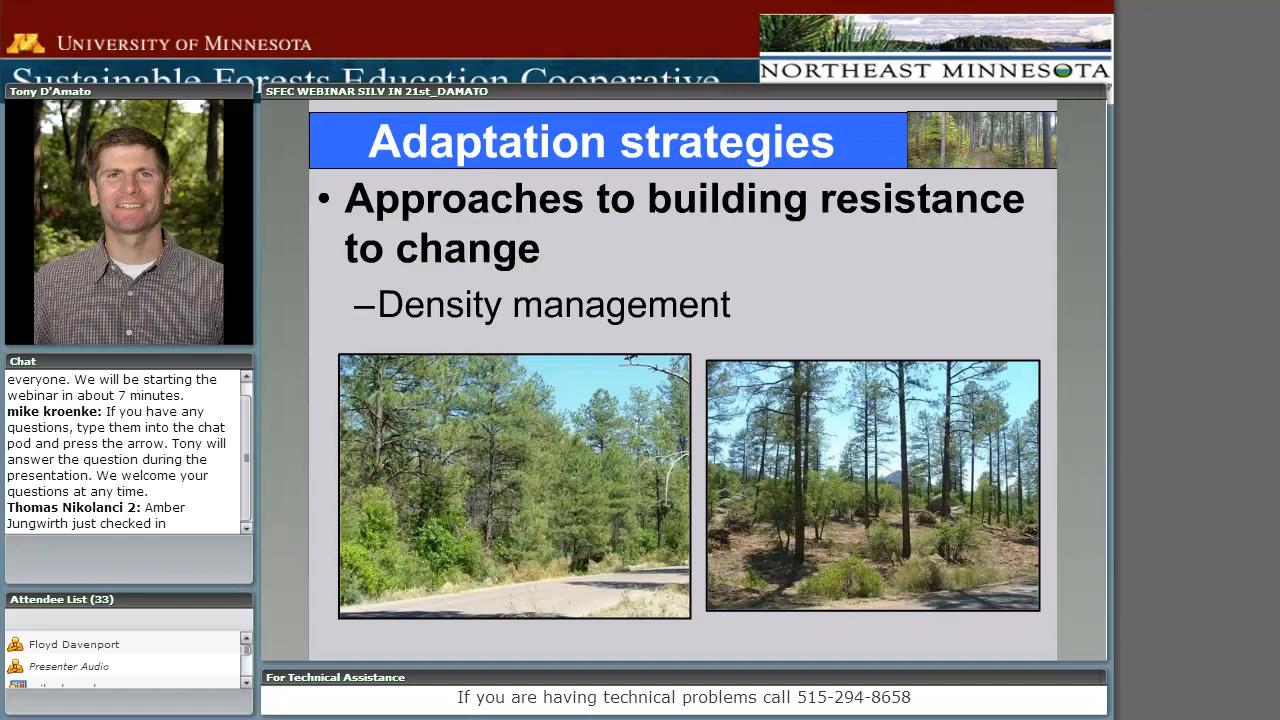 UNIVERSITY OF MINNESOTA
Sustainable Forests Education Cooperative
NORTHEAST MINNESOTA
Tony D'Amato
SFEC WEBINAR SILV IN 21st_DAMATO
Adaptation strategies
• Approaches to building resistance
to change
–Density management
Chat
everyone. We will be starting the
webinar in about 7 minutes.
mike kroenke: If you have any
questions, type them into the chat
pod and press the arrow. Tony will
answer the question during the
presentation. We welcome your
questions at any time.
Thomas Nikolanci 2: Amber
Jungwirth just checked in
Attendee List (33)
Floyd Davenport
Presenter Audio
For Technical Assistance
If you are having technical problems call 515-294-8658